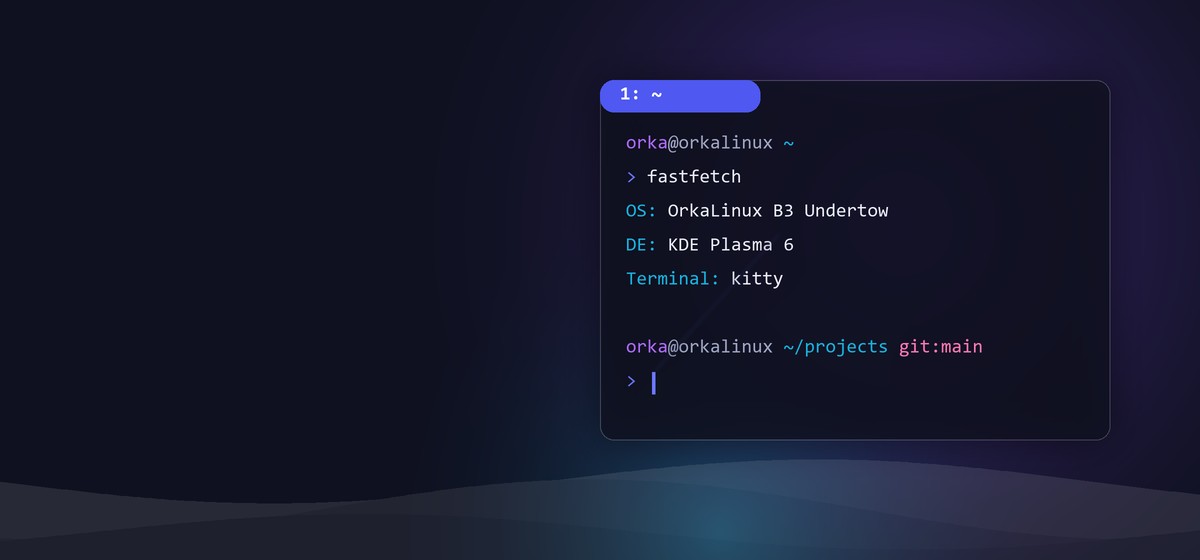 1: ~
orka@orkalinux ~
> fastfetch
OS: OrkaLinux B3 Undertow
DE: KDE Plasma 6
Terminal: kitty
orka@orkalinux ~/projects git:main
>